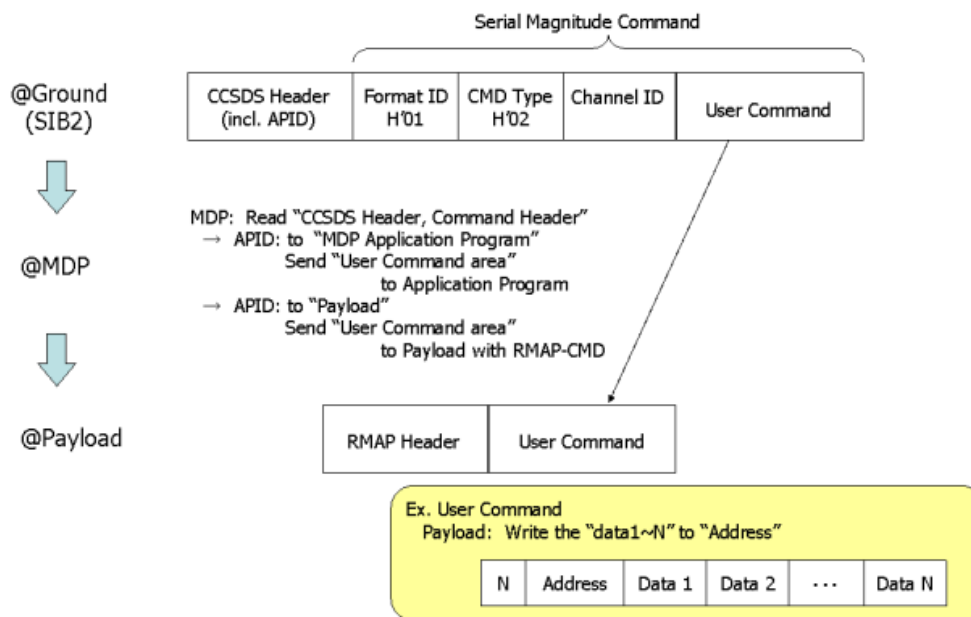 Serial Magnitude Command
@Ground
(SIB2)
CCSDS Header
(incl. APID)
Format ID
H'01
CMD Type
H'02
Channel ID
User Command
MDP: Read “CCSDS Header, Command Header”
→ APID: to “MDP Application Program”
Send “User Command area”
to Application Program
@MDP
→ APID: to “Payload”
Send “User Command area”
to Payload with RMAP-CMD
@Payload
RMAP Header
User Command
Ex. User Command
Payload: Write the “data1~N” to “Address”
N
Address
Data 1
Data 2
···
Data N